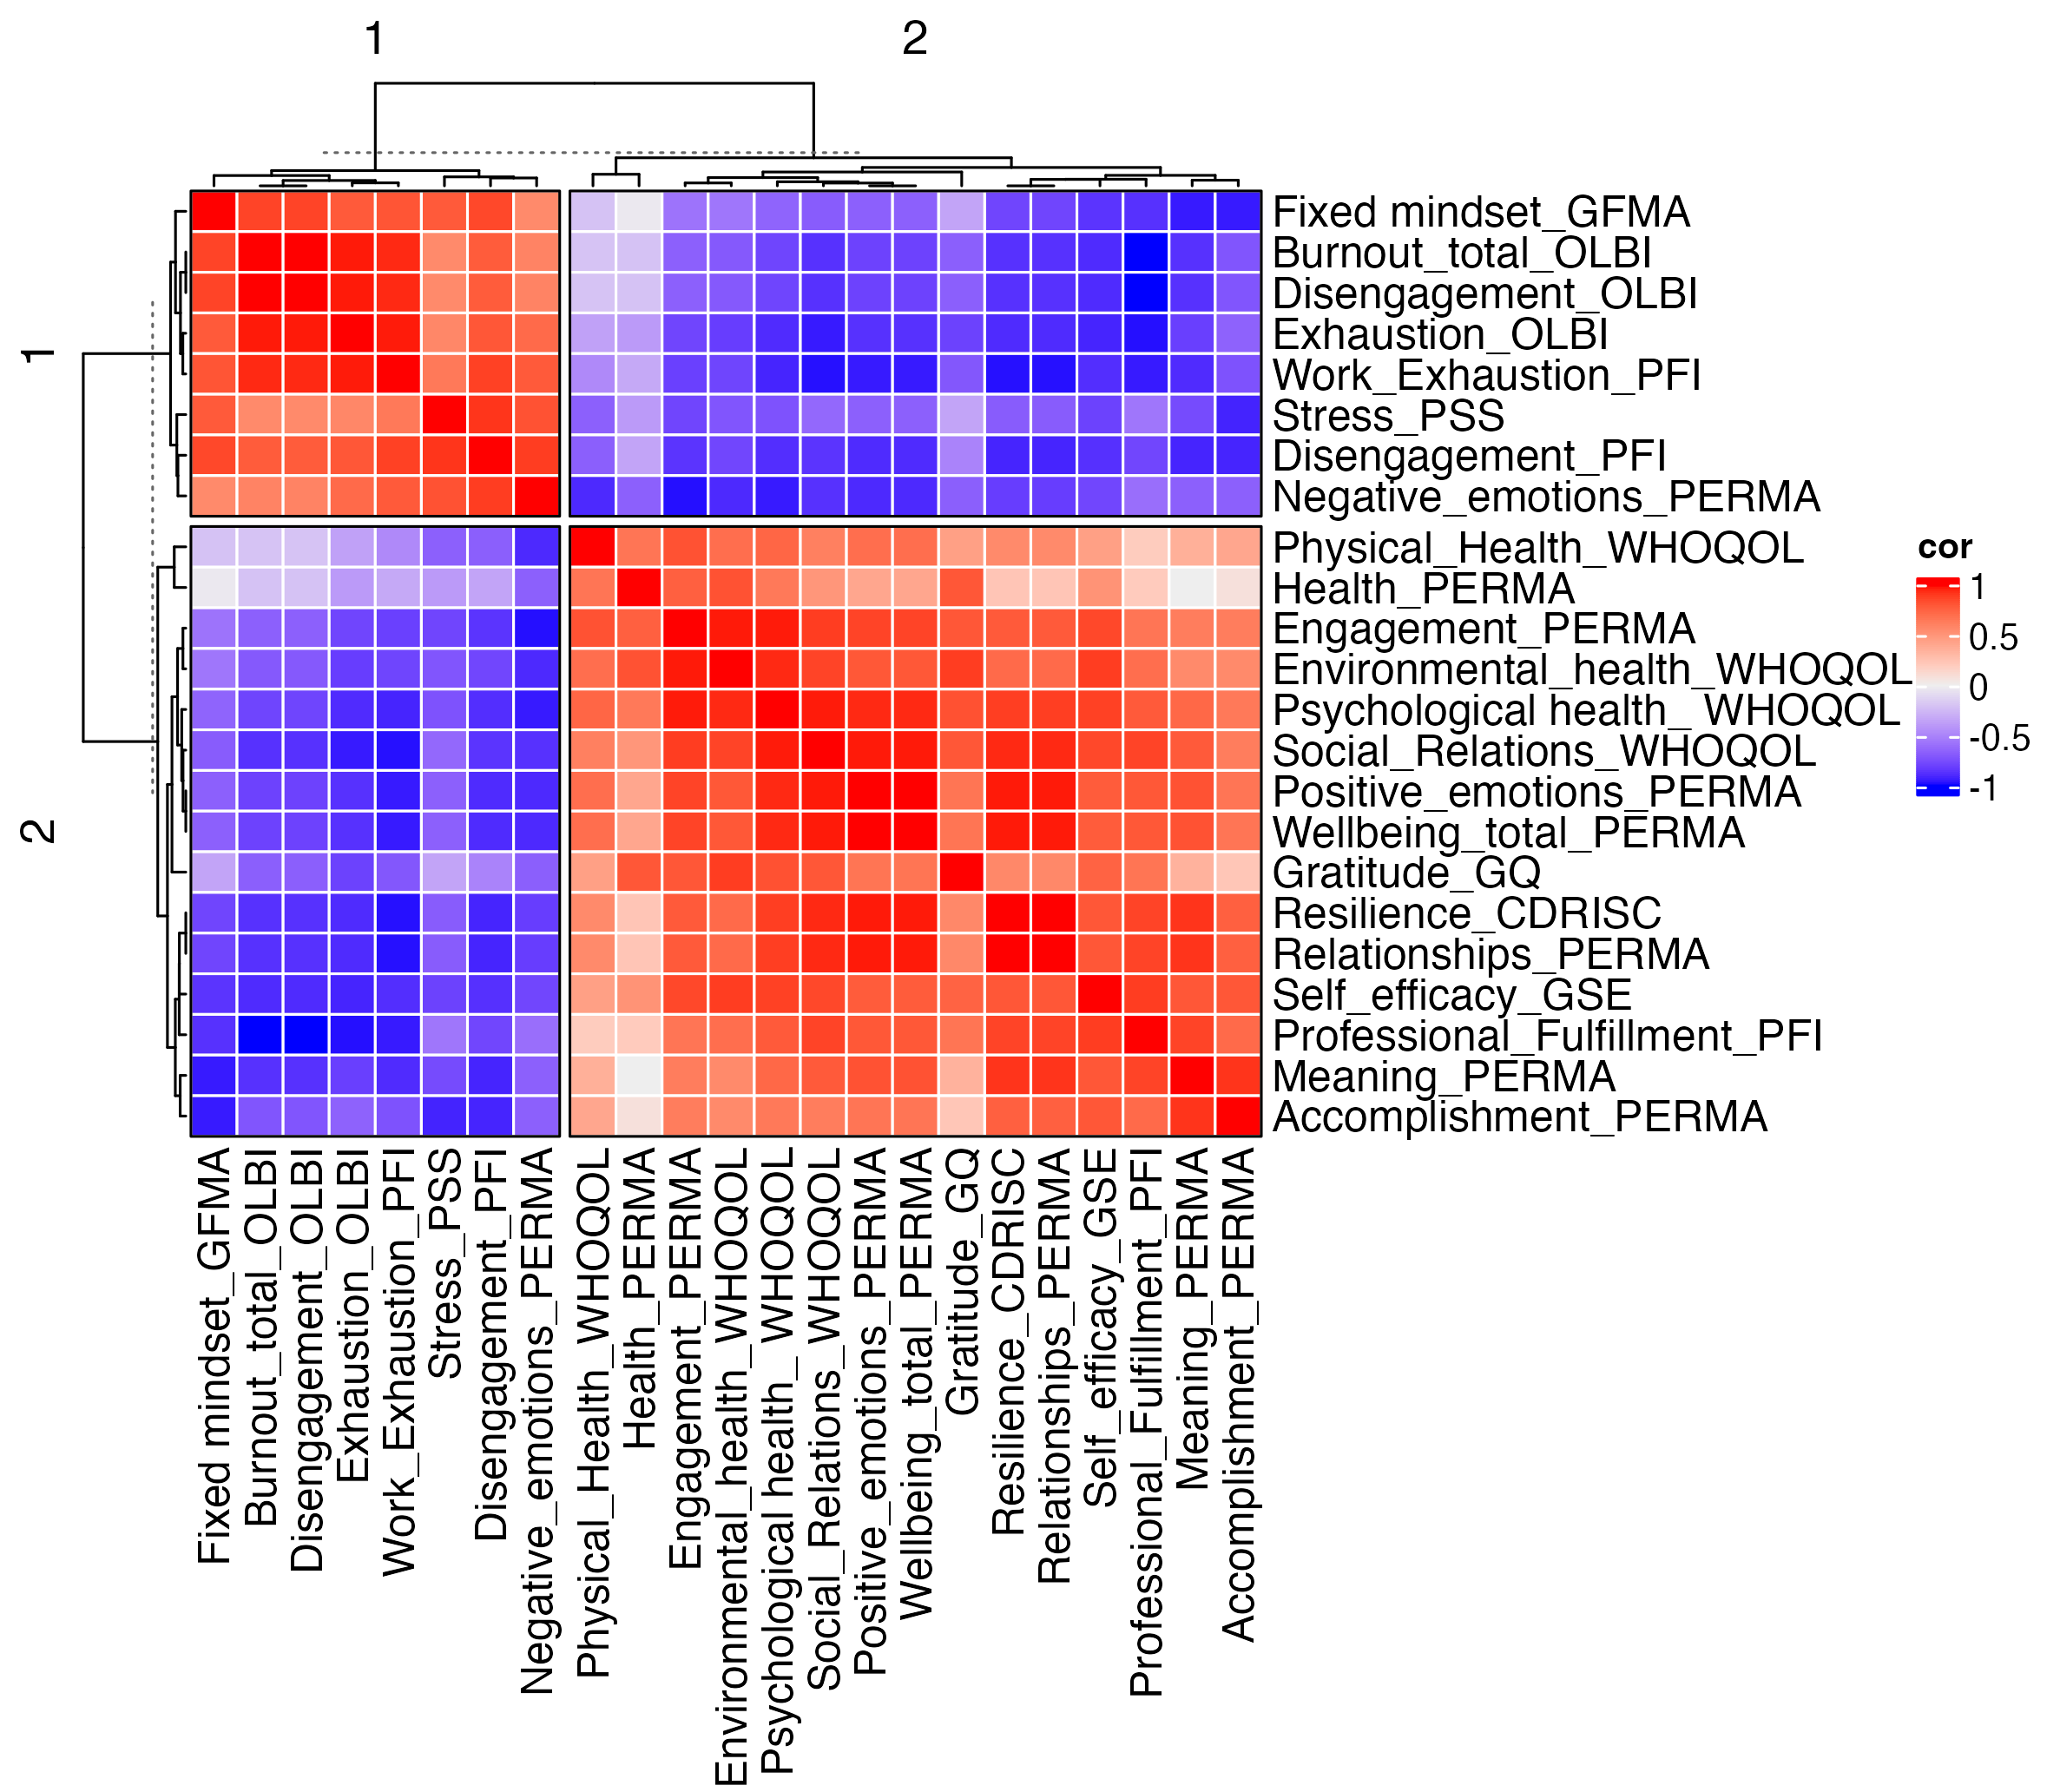 1
2
1
2
Fixed mindset_GFMA
Burnout_total_OLBI
Disengagement_OLBI
Exhaustion_OLBI
Work_Exhaustion_PFI
Stress_PSS
Disengagement_PFI
Negative_emotions_PERMA
Physical_Health_WHOQOL
Health_PERMA
Engagement_PERMA
Environmental_health_WHOQOL
Psychological health_ WHOQOL
Social_Relations_WHOQOL
Positive_emotions_PERMA
Wellbeing_total_PERMA
Gratitude_GQ
Resilience_CDRISC
Relationships_PERMA
Self_efficacy_GSE
Professional_Fulfillment_PFI
Meaning_PERMA
Accomplishment_PERMA
cor
1
0.5
0
-0.5
-1
Fixed mindset_GFMA
Burnout_total_OLBI
Disengagement_OLBI
Exhaustion_OLBI
Work_Exhaustion_PFI
Stress_PSS
Disengagement_PFI
Negative_emotions_PERMA
Physical_Health_WHOQOL
Health_PERMA
Engagement_PERMA
Environmental_health_WHOQOL
Psychological health_ WHOQOL
Social_Relations_WHOQOL
Positive_emotions_PERMA
Wellbeing_total_PERMA
Gratitude_GQ
Resilience_CDRISC
Relationships_PERMA
Self_efficacy_GSE
Professional_Fulfillment_PFI
Meaning_PERMA
Accomplishment_PERMA